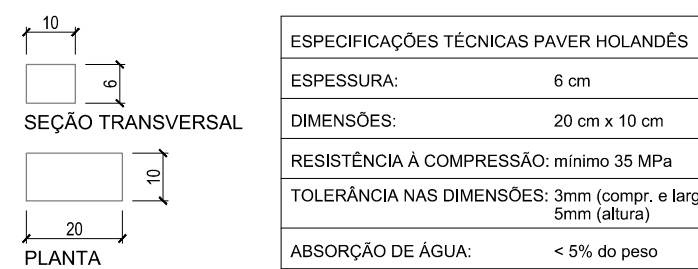 10
6
SEÇÃO TRANSVERSAL
10
20
PLANTA
ESPECIFICAÇÕES TÉCNICAS PAVER HOLANDÊS
ESPESSURA: 6 cm
DIMENSÕES: 20 cm x 10 cm
RESISTÊNCIA À COMPRESSÃO: mínimo 35 MPa
TOLERÂNCIA NAS DIMENSÕES: 3mm (compr. e larg
5mm (altura)
ABSORÇÃO DE ÁGUA: < 5% do peso